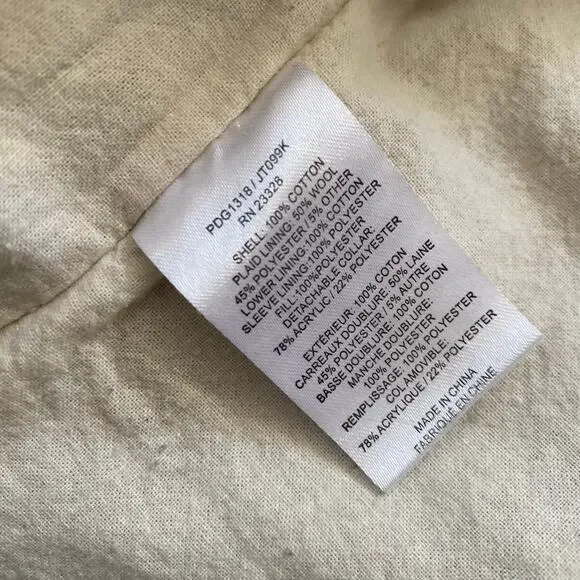 PDG1318 / JT099K
RN 23328
SHELL: 100% COTTON
PLAID LINING: 50% WOOL
45% POLYESTER / 5% OTHER
LOWER LINING: 100% COTTON
SLEEVE LINING: 100% POLYESTER
FILL: 100% POLYESTER
DETACHABLE COLLAR:
78% ACRYLIC / 22% POLYESTER
EXTÉRIEUR: 100% COTON
CARREAUX DOUBLURE: 50% LAINE
45% POLYESTER / 5% AUTRE
BASSE DOUBLURE: 100% COTON
MANCHE DOUBLURE:
100% POLYESTER
REMPLISSAGE: 100% POLYESTER
COL AMOVIBLE:
78% ACRYLIQUE / 22% POLYESTER
MADE IN CHINA
FABRIQUÉ EN CHINE